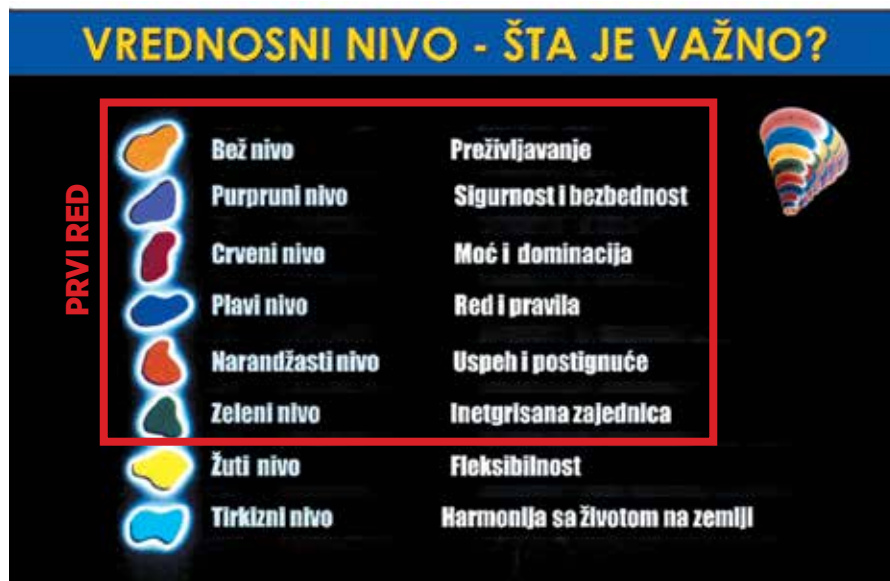 VREDNOSNI NIVO - ŠTA JE VAŽNO?
PRVI RED
Bež nivo Preživljavanje
Purpruni nivo Sigurnost i bezbednost
Crveni nivo Moć i dominacija
Plavi nivo Red i pravila
Narandžasti nivo Uspeh i postignuće
Zeleni nivo Inetgrisana zajednica
Žuti nivo Fleksibilnost
Tirkizni nivo Harmonija sa životom na zemlji